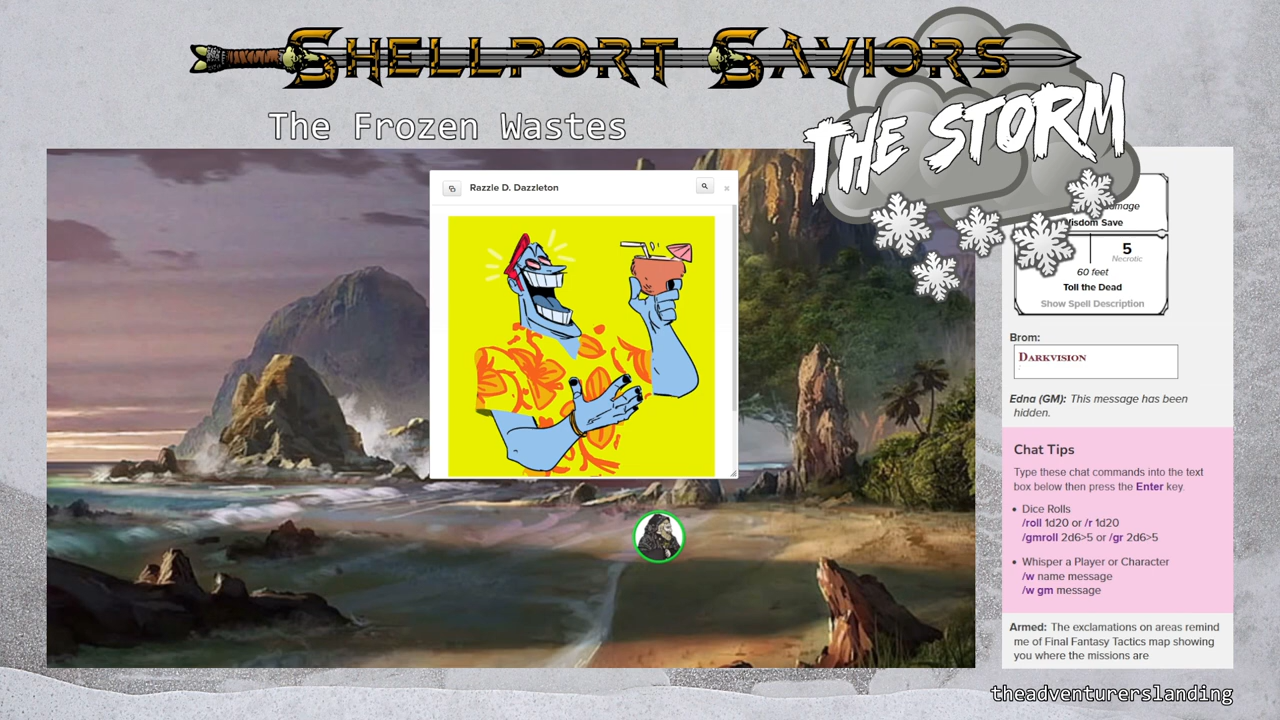 SHELLPORT SAVIORS
THE STORM
The Frozen Wastes
Razzle D. Dazzleton
Wisdom Save
5
Necrotic
60 feet
Toll the Dead
Show Spell Description
Brom:
DARKVISION
Edna (GM): This message has been
hidden.
Chat Tips
Type these chat commands into the text
box below then press the Enter key.
• Dice Rolls
/roll 1d20 or /r 1d20
/gmroll 2d6>5 or /gr 2d6>5
• Whisper a Player or Character
/w name message
/w gm message
Armed: The exclamations on areas remind
me of Final Fantasy Tactics map showing
you where the missions are
theadventurerslanding